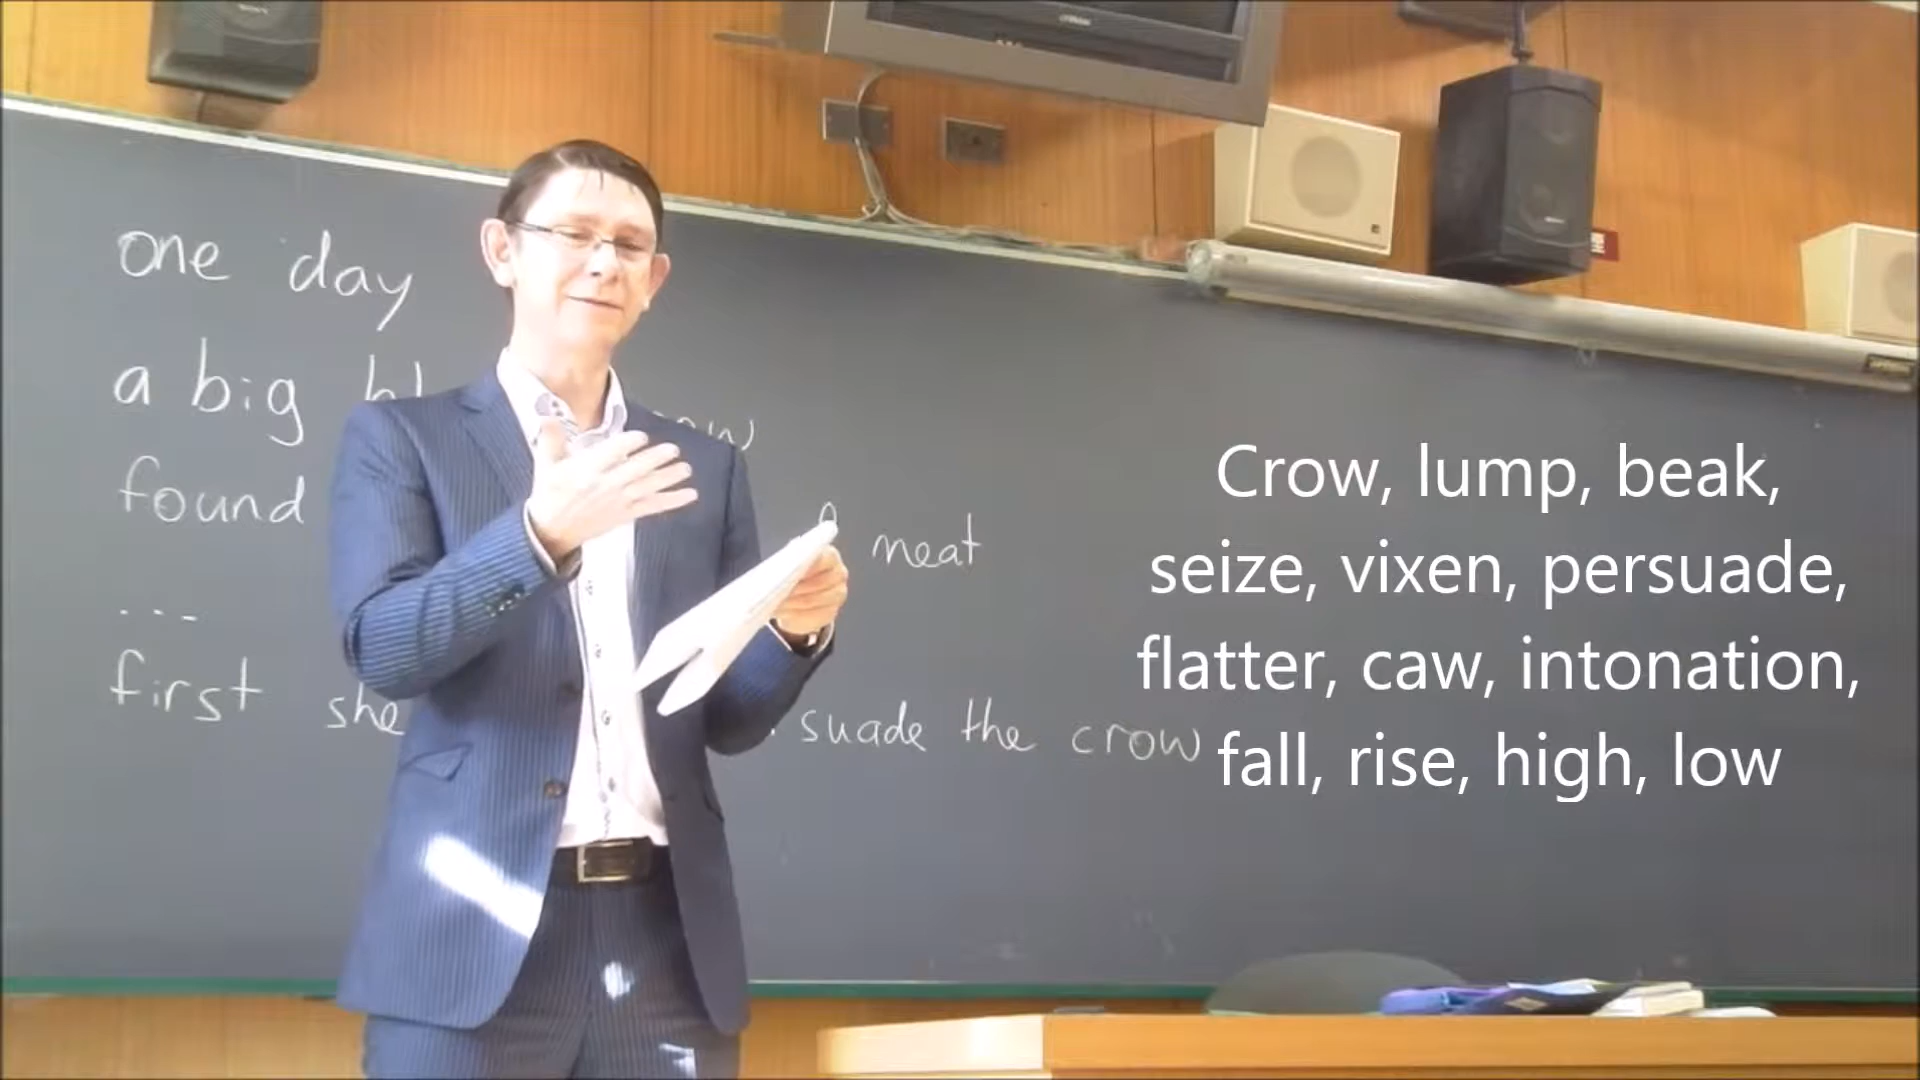 one day
a big
found meat
...
first she suade the crow
Crow, lump, beak,
seize, vixen, persuade,
flatter, caw, intonation,
fall, rise, high, low